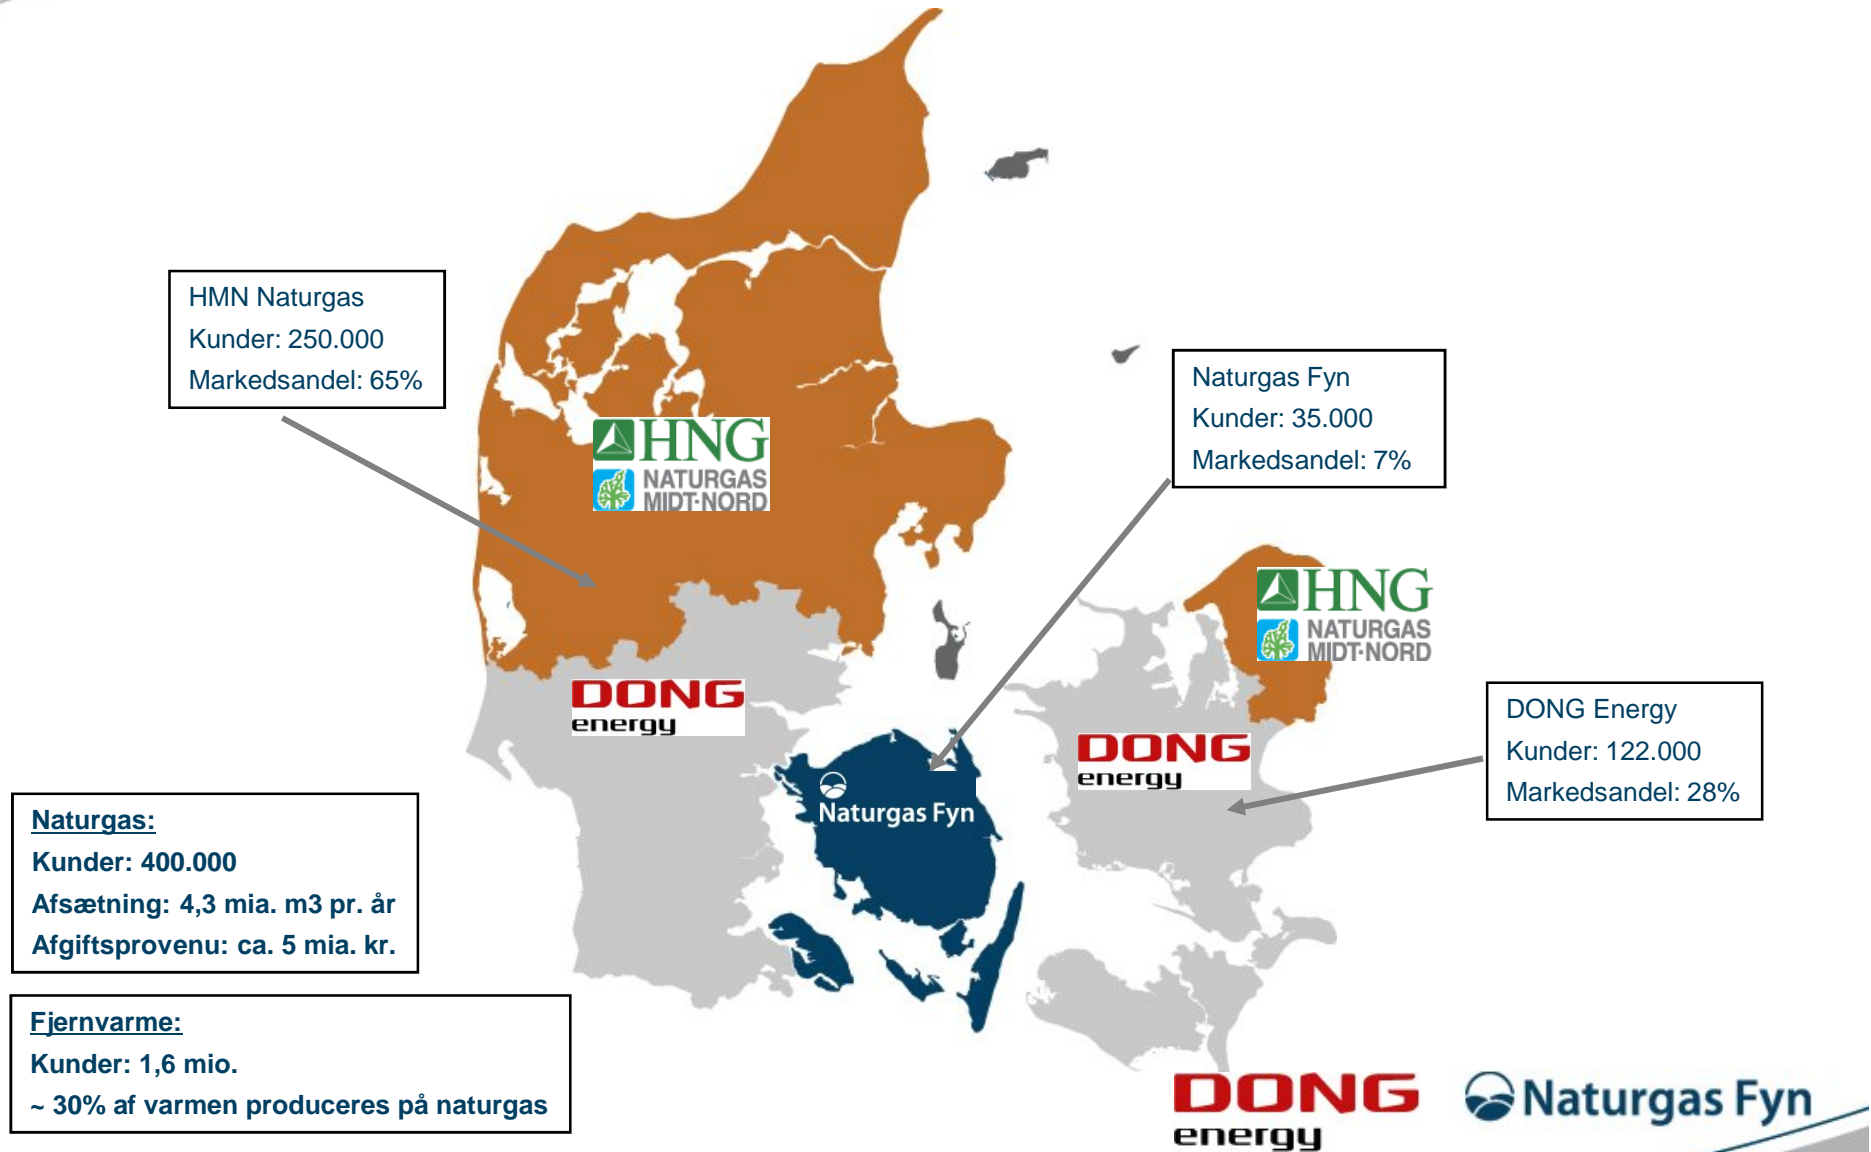 HMN Naturgas
Kunder: 250.000
Markedsandel: 65%
Naturgas Fyn
Kunder: 35.000
Markedsandel: 7%
HNG
NATURGAS
MIDT-NORD
HNG
NATURGAS
MIDT-NORD
DONG
energy
DONG
energy
DONG Energy
Kunder: 122.000
Markedsandel: 28%
Naturgas Fyn
Naturgas:
Kunder: 400.000
Afsætning: 4,3 mia. m3 pr. år
Afgiftsprovenu: ca. 5 mia. kr.
Fjernvarme:
Kunder: 1,6 mio.
~ 30% af varmen produceres på naturgas
DONG
energy
Naturgas Fyn